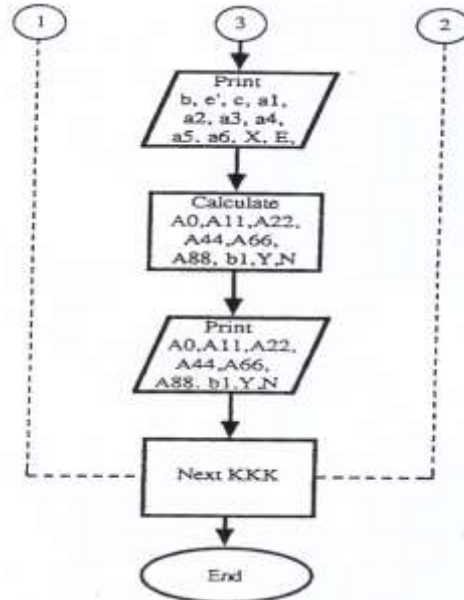 1
3
2
Print
b, e', c, a1,
a2, a3, a4,
a5, a6, X, E,
Calculate
A0,A11,A22,
A44,A66,
A88, b1,Y,N
Print
A0,A11,A22,
A44,A66,
A88, b1,Y,N
Next KKK
End